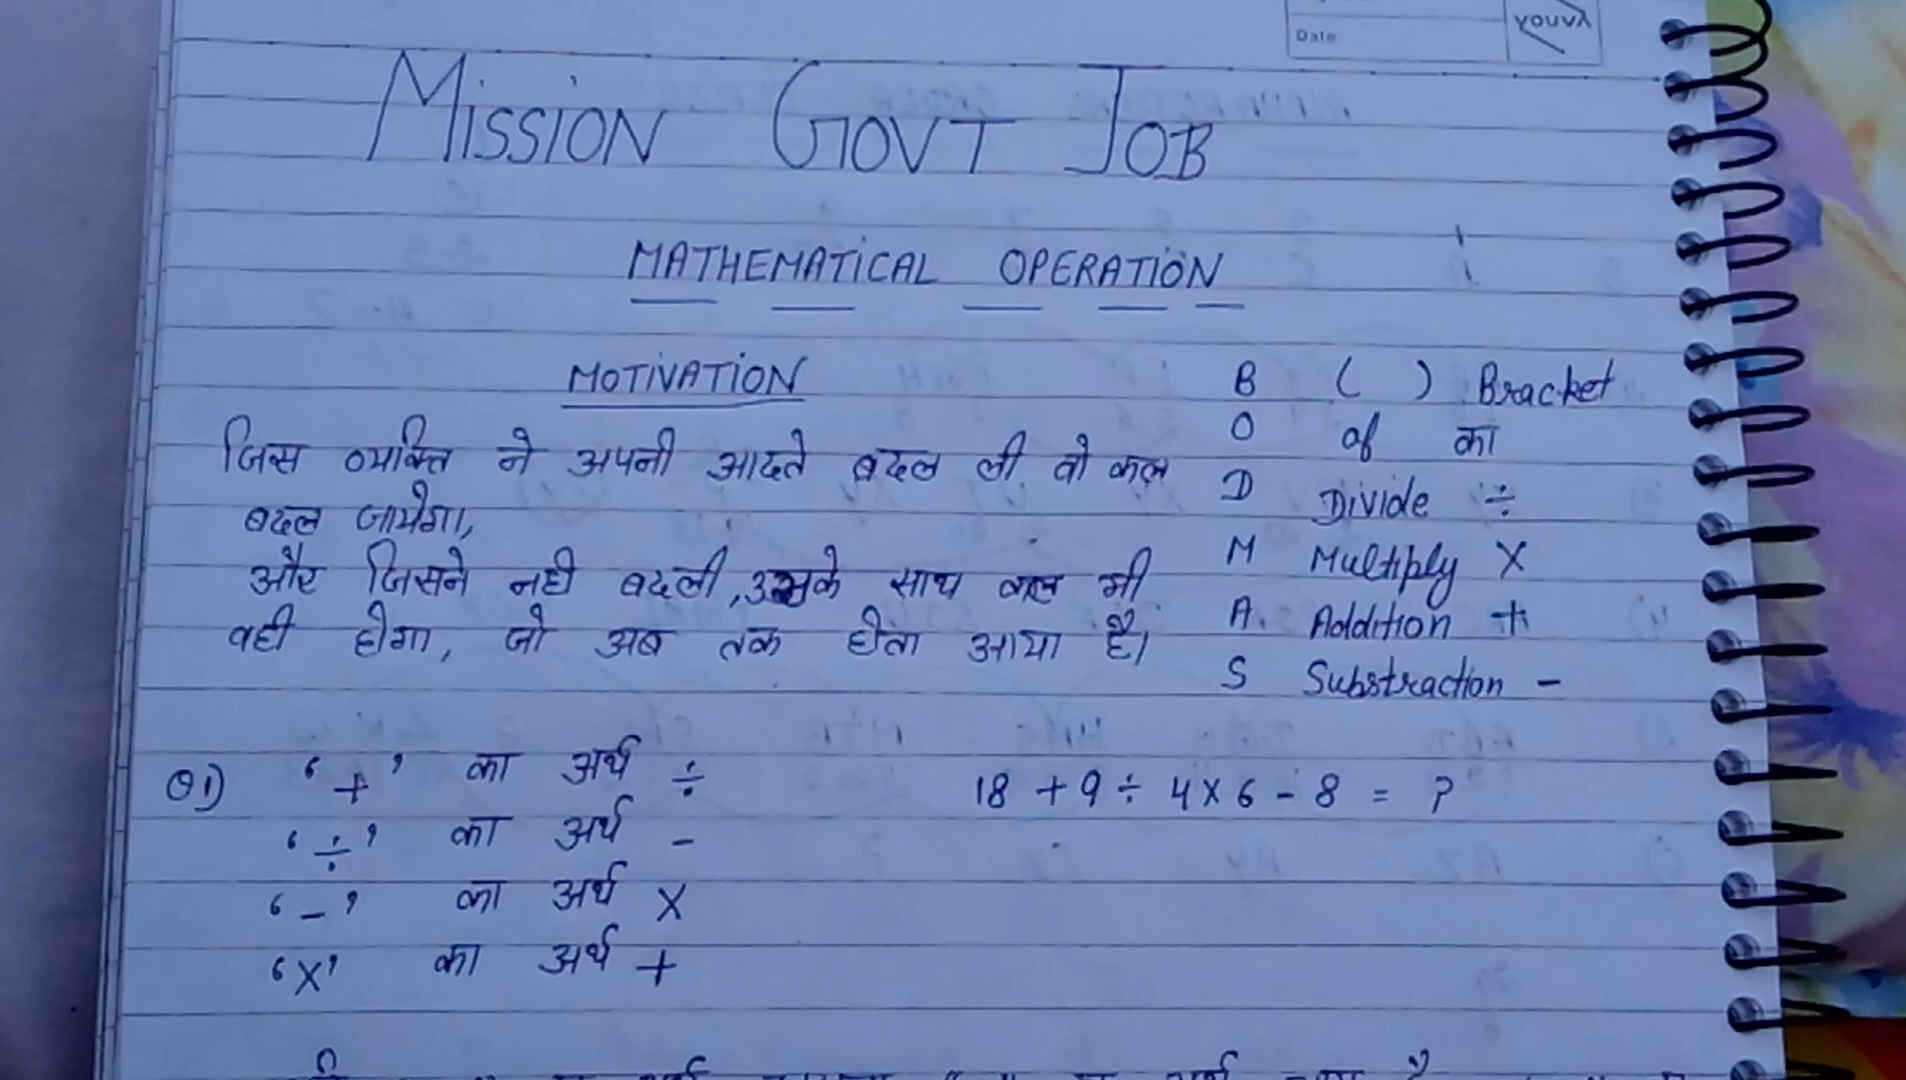 Date
YOUVA
MISSION GOVT JOB
MATHEMATICAL OPERATION
MOTIVATION
जिस व्यक्ति ने अपनी आदते बदल ली वो कल
बदल जायेगा,
और जिसने नही बदली, उसके साथ कल भी
वही होगा, जो अब तक होता आया है।
B ( ) Bracket
O of का
D Divide ÷
M Multiply ×
A. Addition +
S Substraction -
Q1) '+' का अर्थ ÷ 18 + 9 ÷ 4 × 6 - 8 = ?
'÷' का अर्थ -
'-' का अर्थ ×
'×' का अर्थ +